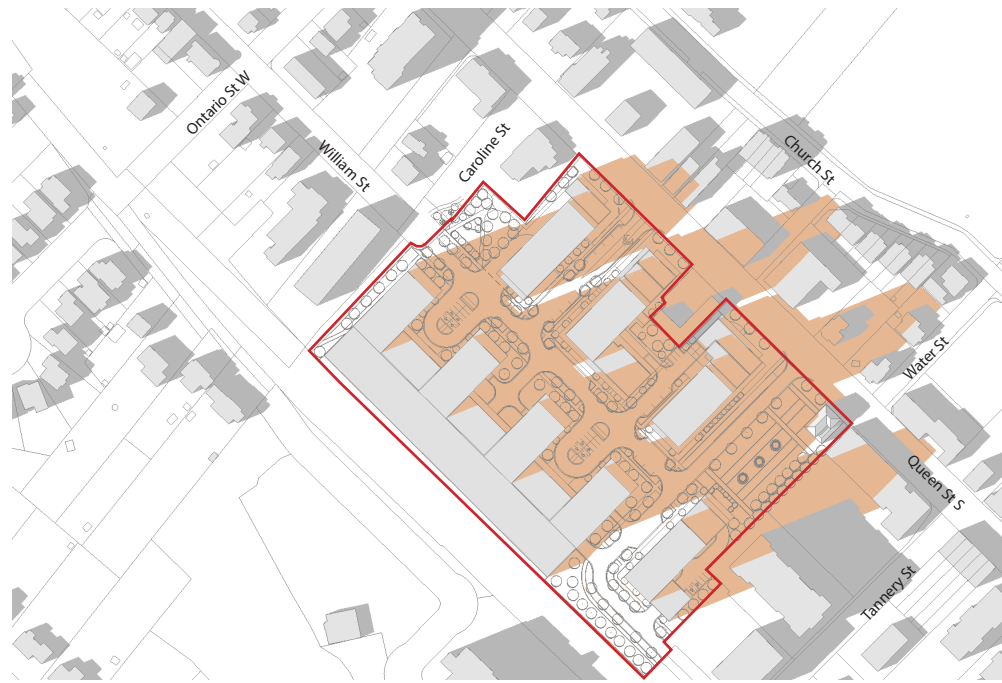 Ontario St W
William St
Caroline St
Church St
Water St
Queen St S
Tannery St